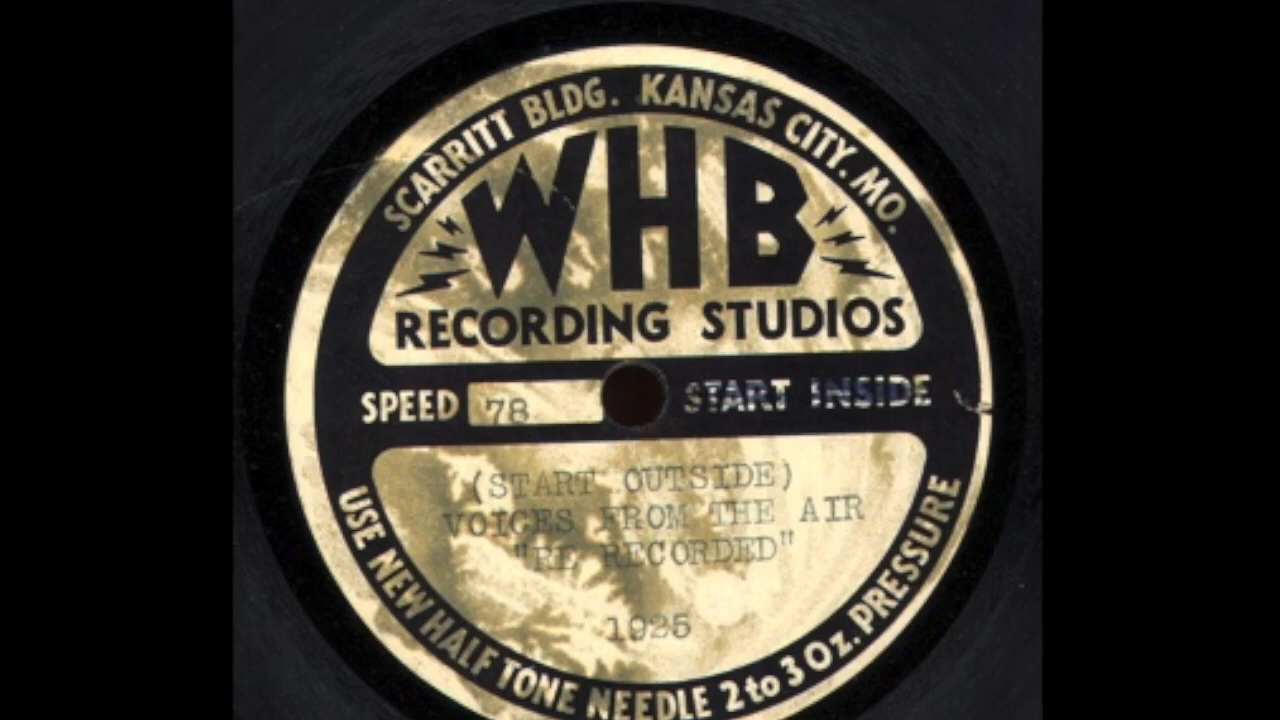 SCARRITT BLDG. KANSAS CITY. MO.
WHB
RECORDING STUDIOS
SPEED 78 START INSIDE
(START OUTSIDE)
VOICES FROM THE AIR
"RE RECORDED"
1925
USE NEW HALF TONE NEEDLE 2 to 3 Oz. PRESSURE